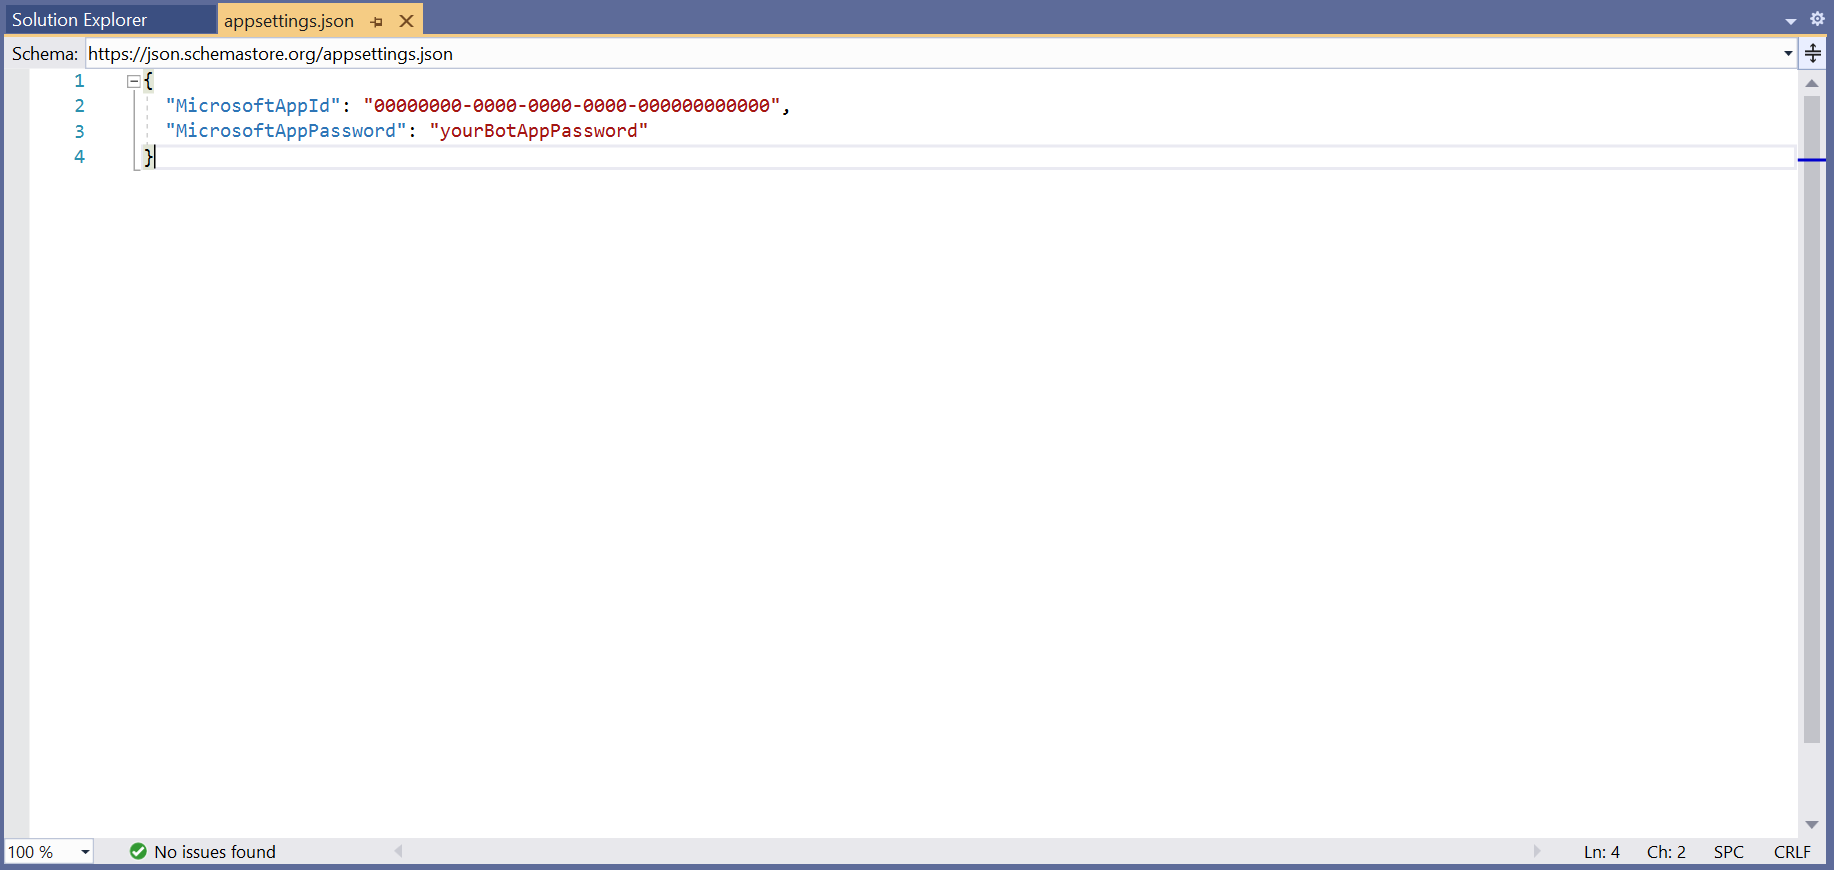 Solution Explorer appsettings.json
Schema: https://json.schemastore.org/appsettings.json
1 {
2 "MicrosoftAppId": "00000000-0000-0000-0000-000000000000",
3 "MicrosoftAppPassword": "yourBotAppPassword"
4 }
100 % No issues found Ln: 4 Ch: 2 SPC CRLF